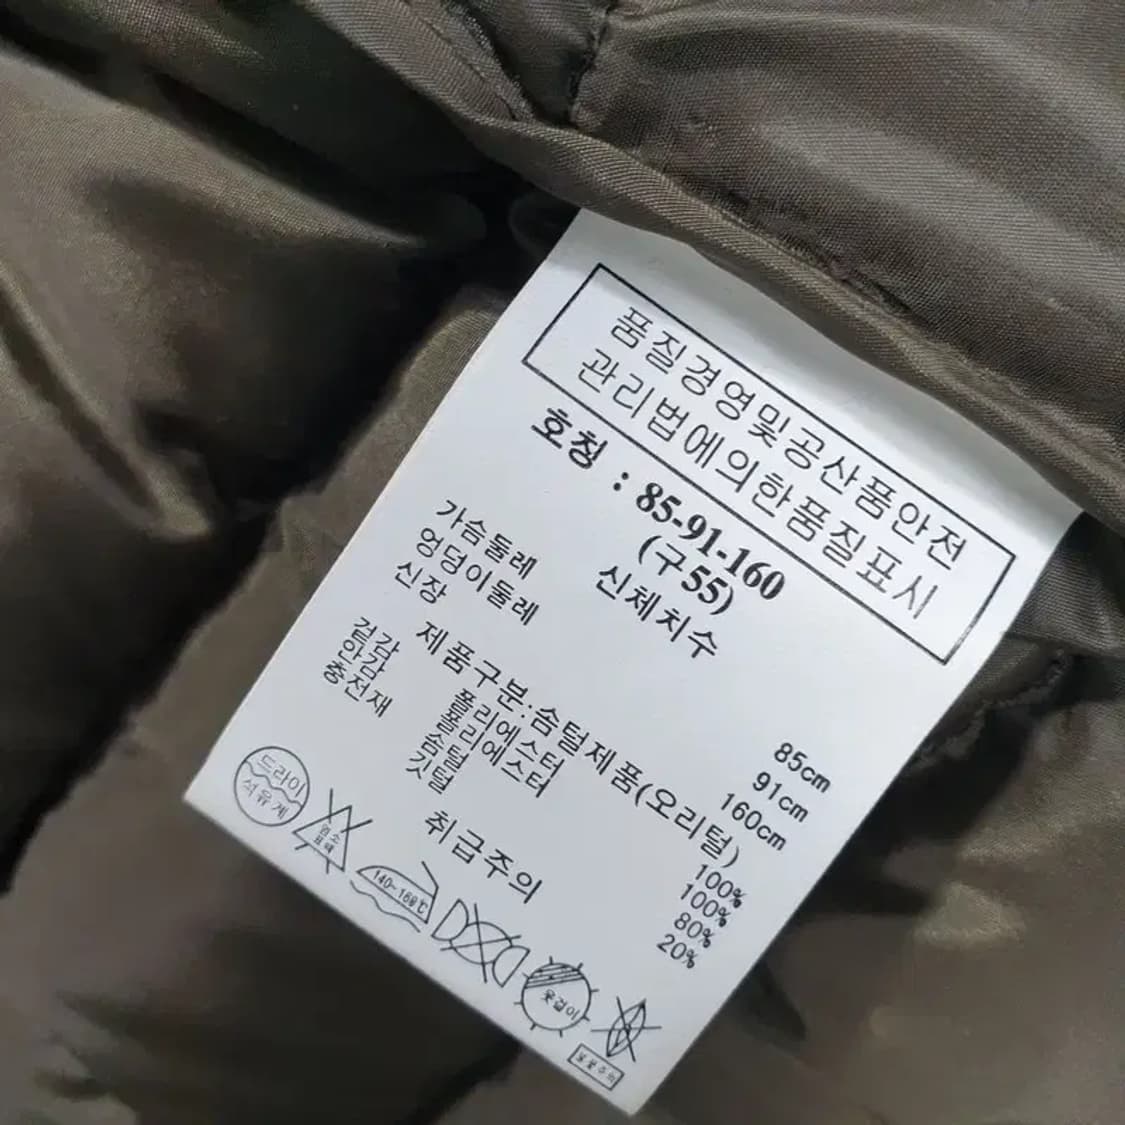 품질경영및공산품안전
관리법에의한품질표시
호칭 : 85-91-160
(구55)
신체치수
가슴둘레 85cm
엉덩이둘레 91cm
신장 160cm
제품구분:솜털제품(오리털)
겉감 폴리에스터 100%
안감 폴리에스터 100%
충전재 솜털 80%
깃털 20%
취급주의
드라이
석유계
염소
표백
140~160℃
옷걸이